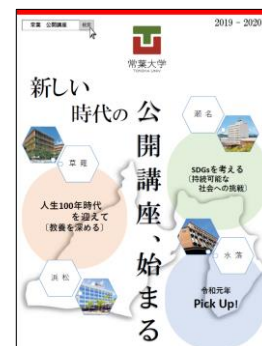 常葉 公開講座 検索
2019 - 2020
常葉大学
TOKOHA UNIV.
新しい
時代の
公開講座、始まる
瀬名
草薙
SDGsを考える
(持続可能な
社会への挑戦)
人生100年時代
を迎えて
(教養を深める)
水落
浜松
令和元年
Pick Up!